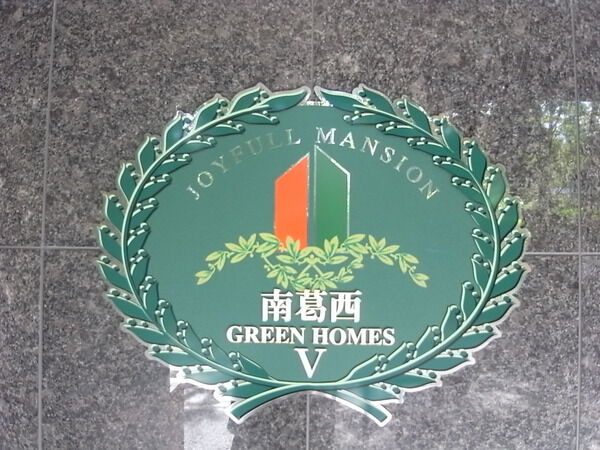 JOYFULL MANSION
南葛西
GREEN HOMES
V